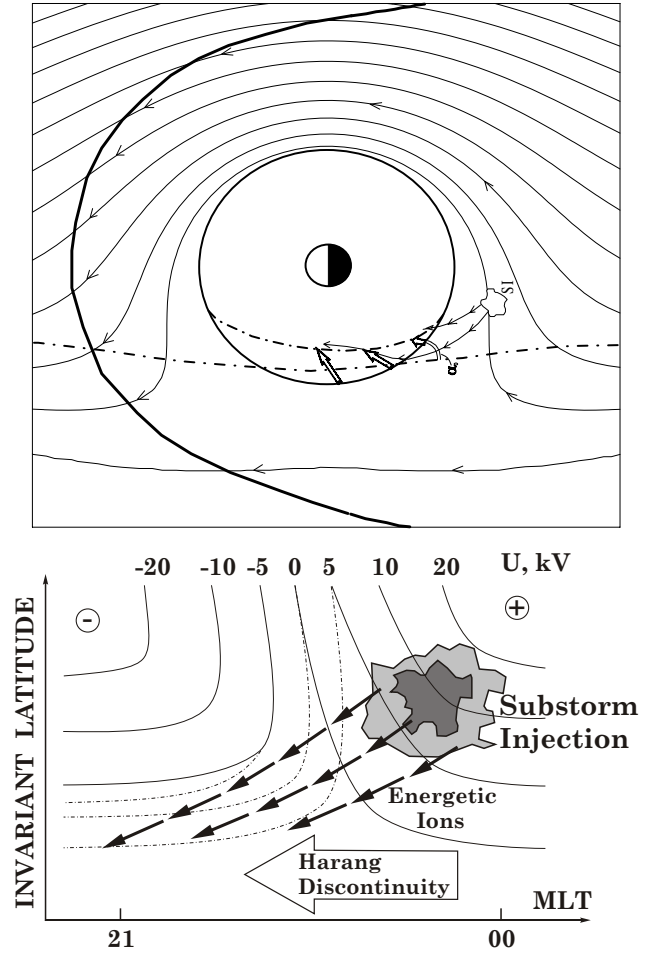 SI
α
-20 -10 -5 0 5 10 20 U, kV
-
+
INVARIANT LATITUDE
Substorm
Injection
Energetic
Ions
Harang
Discontinuity
MLT
21
00